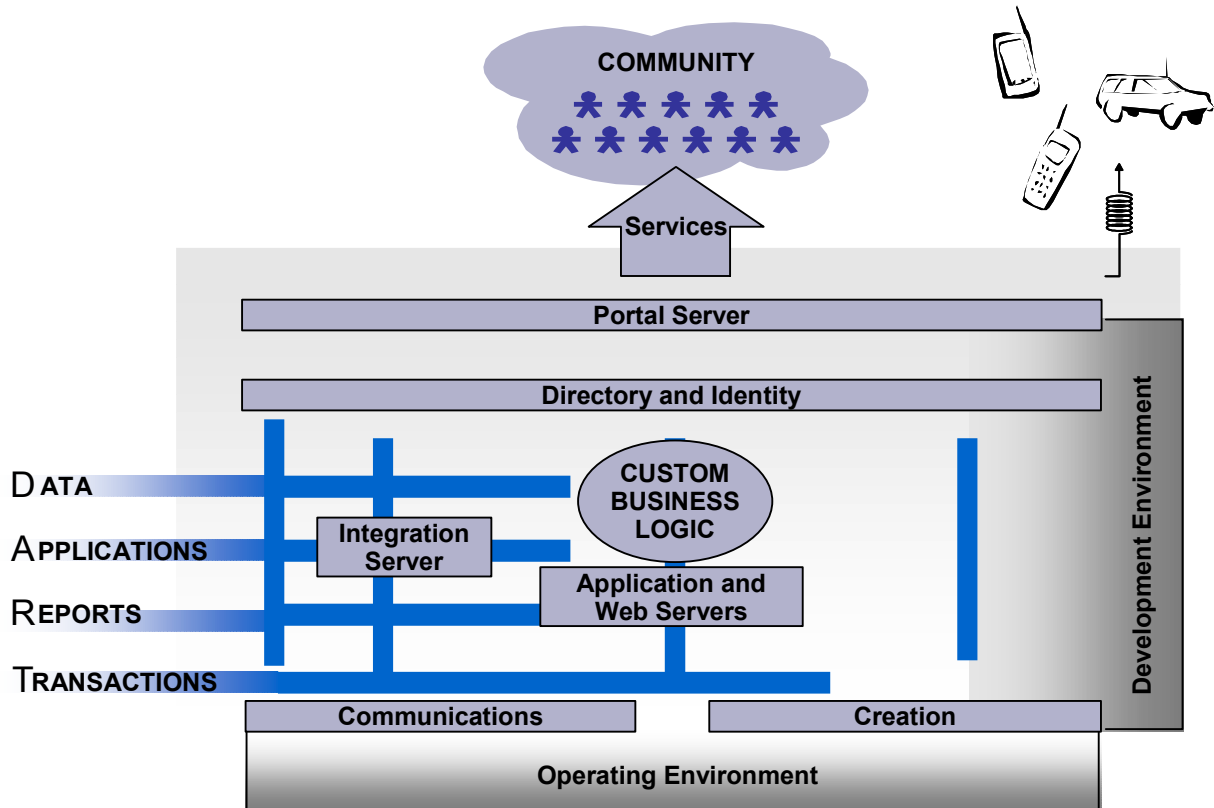 COMMUNITY
Services
Portal Server
Directory and Identity
DATA
CUSTOM
BUSINESS
LOGIC
Integration
Server
APPLICATIONS
Application and
Web Servers
REPORTS
TRANSACTIONS
Communications
Creation
Operating Environment
Development Environment